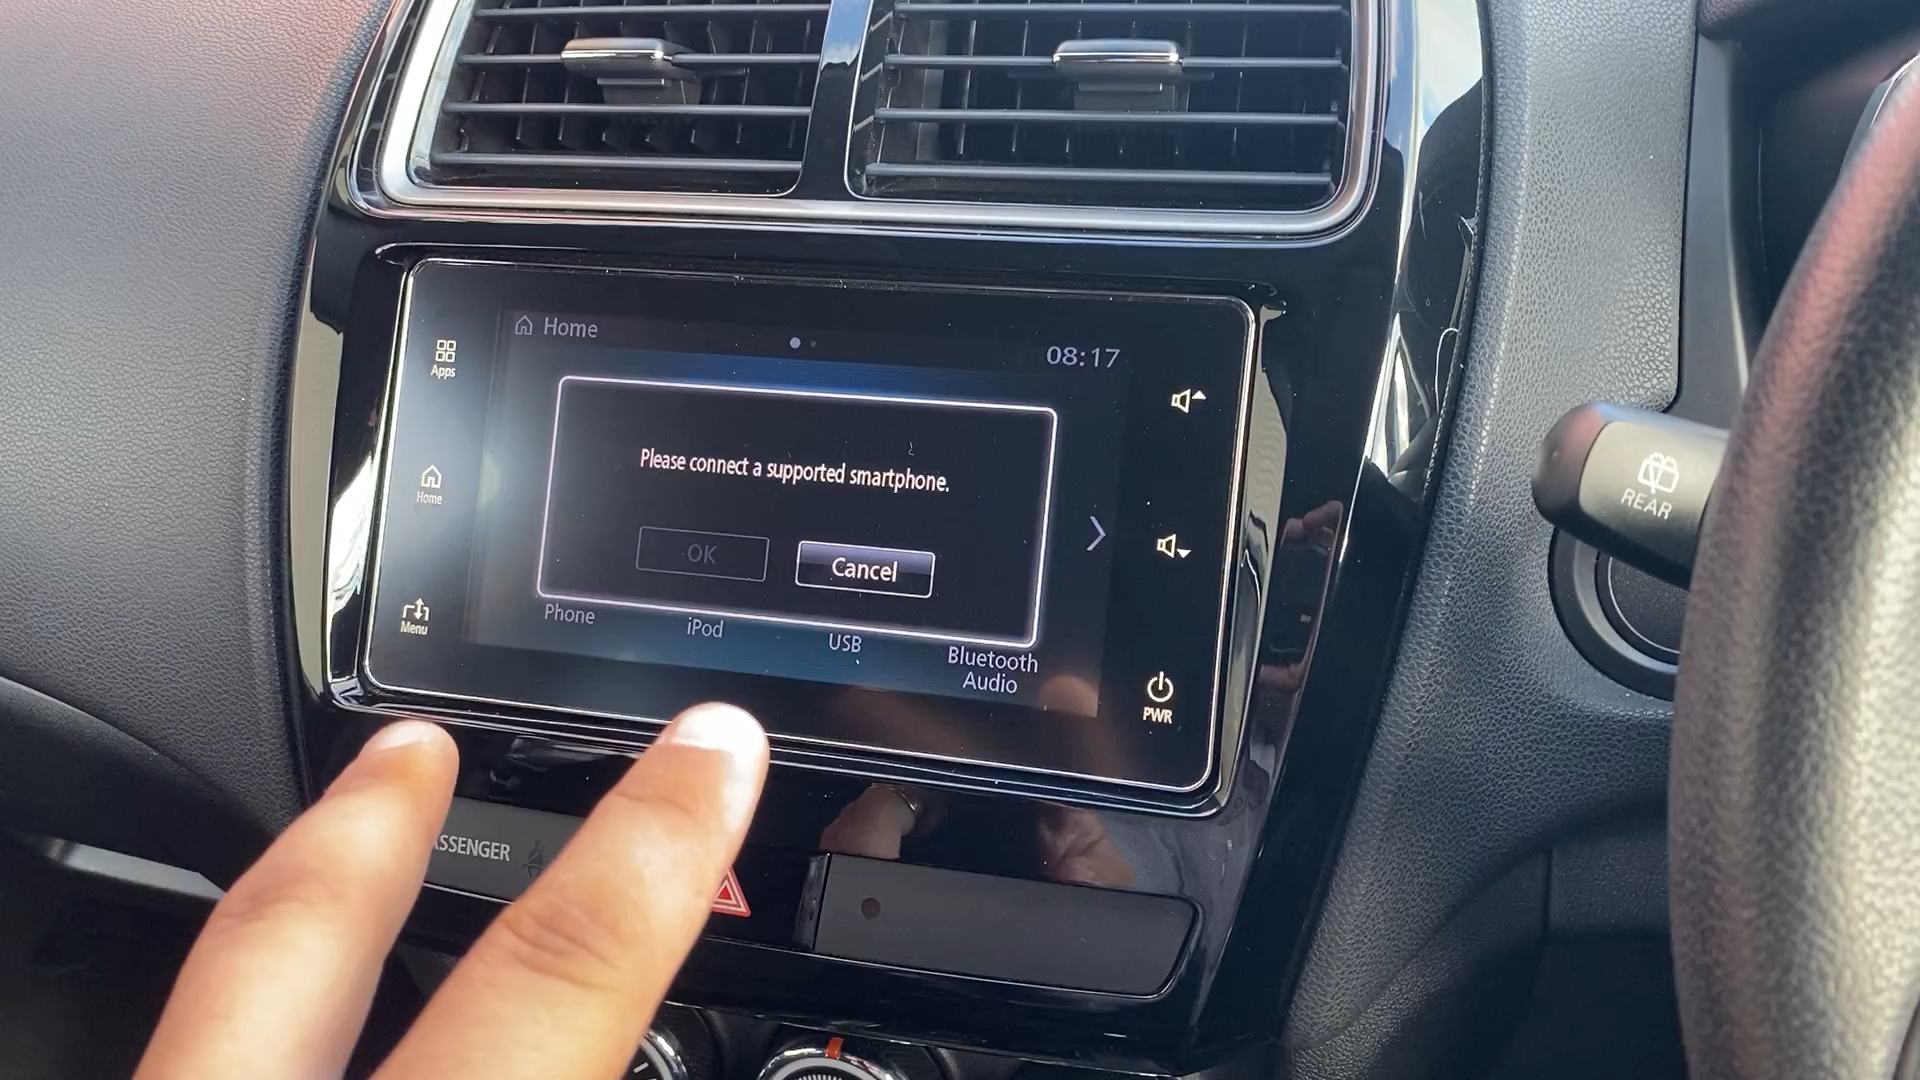 Home
08:17
Apps
Please connect a supported smartphone.
Home
OK
Cancel
Phone
iPod
USB
Bluetooth
Audio
Menu
PWR
REAR